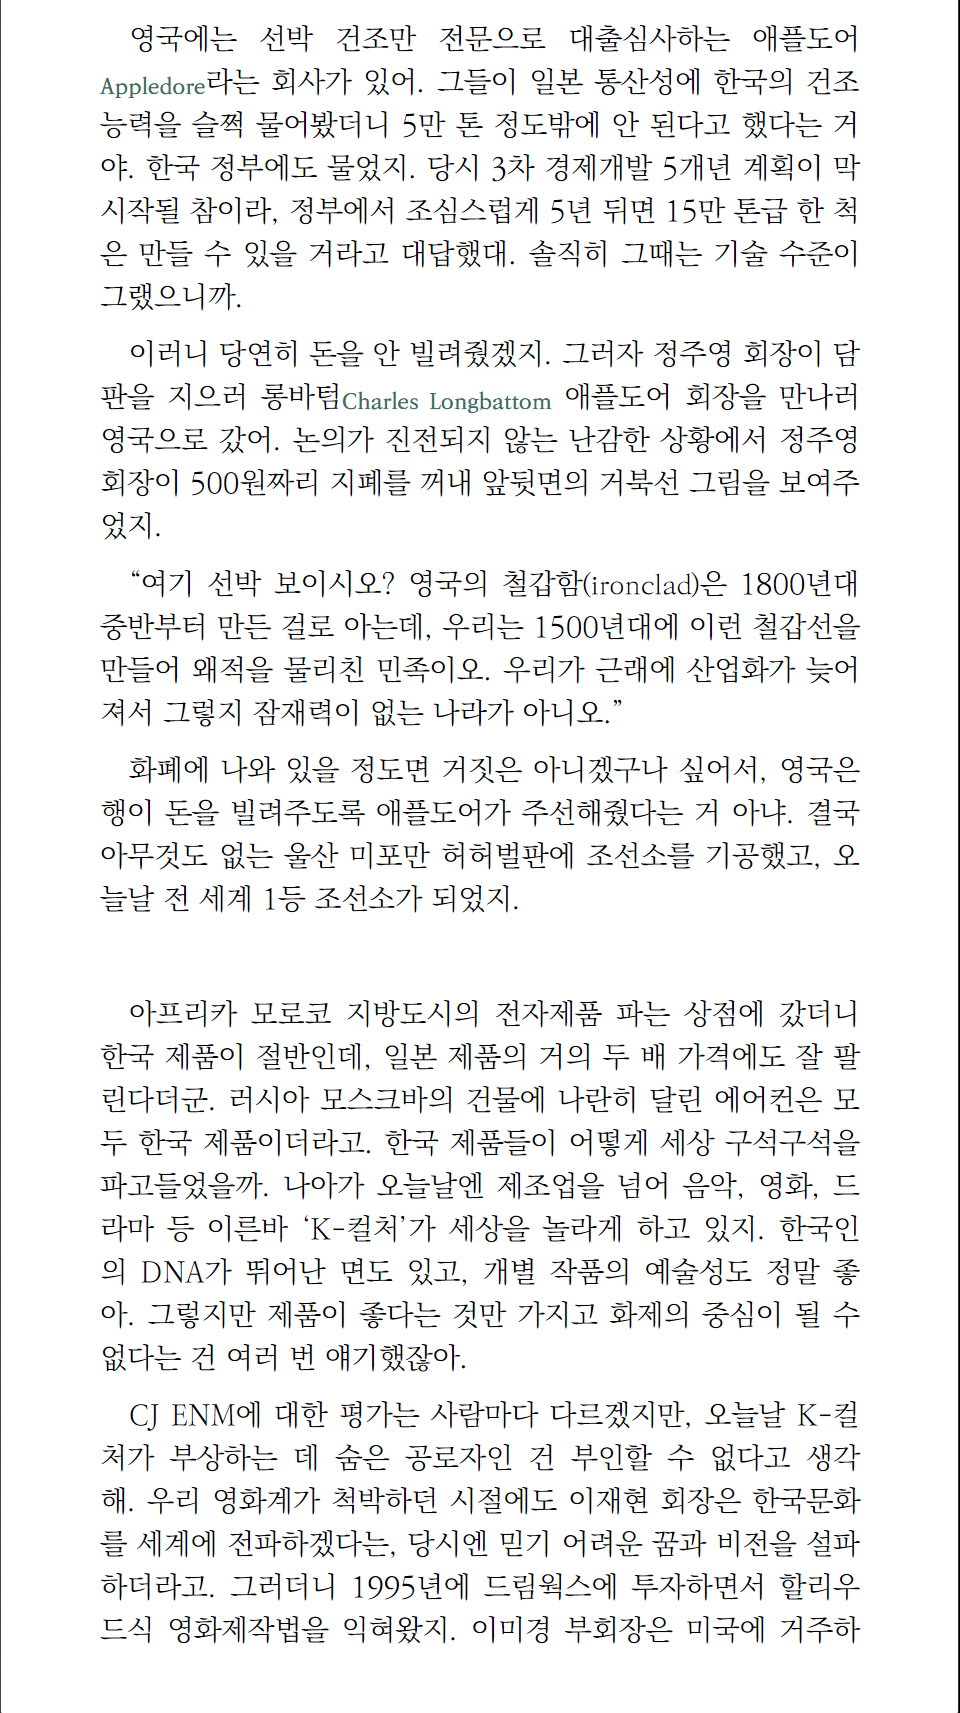 영국에는 선박 건조만 전문으로 대출심사하는 애플도어
Appledore라는 회사가 있어. 그들이 일본 통산성에 한국의 건조
능력을 슬쩍 물어봤더니 5만 톤 정도밖에 안 된다고 했다는 거
야. 한국 정부에도 물었지. 당시 3차 경제개발 5개년 계획이 막
시작될 참이라, 정부에서 조심스럽게 5년 뒤면 15만 톤급 한 척
은 만들 수 있을 거라고 대답했대. 솔직히 그때는 기술 수준이
그랬으니까.
이러니 당연히 돈을 안 빌려줬겠지. 그러자 정주영 회장이 담
판을 지으러 롱바텀Charles Longbattom 애플도어 회장을 만나러
영국으로 갔어. 논의가 진전되지 않는 난감한 상황에서 정주영
회장이 500원짜리 지폐를 꺼내 앞뒷면의 거북선 그림을 보여주
었지.
“여기 선박 보이시오? 영국의 철갑함(ironclad)은 1800년대
중반부터 만든 걸로 아는데, 우리는 1500년대에 이런 철갑선을
만들어 왜적을 물리친 민족이오. 우리가 근래에 산업화가 늦어
져서 그렇지 잠재력이 없는 나라가 아니오.”
화폐에 나와 있을 정도면 거짓은 아니겠구나 싶어서, 영국은
행이 돈을 빌려주도록 애플도어가 주선해줬다는 거 아냐. 결국
아무것도 없는 울산 미포만 허허벌판에 조선소를 기공했고, 오
늘날 전 세계 1등 조선소가 되었지.
아프리카 모로코 지방도시의 전자제품 파는 상점에 갔더니
한국 제품이 절반인데, 일본 제품의 거의 두 배 가격에도 잘 팔
린다더군. 러시아 모스크바의 건물에 나란히 달린 에어컨은 모
두 한국 제품이더라고. 한국 제품들이 어떻게 세상 구석구석을
파고들었을까. 나아가 오늘날엔 제조업을 넘어 음악, 영화, 드
라마 등 이른바 ‘K-컬처’가 세상을 놀라게 하고 있지. 한국인
의 DNA가 뛰어난 면도 있고, 개별 작품의 예술성도 정말 좋
아. 그렇지만 제품이 좋다는 것만 가지고 화제의 중심이 될 수
없다는 건 여러 번 얘기했잖아.
CJ ENM에 대한 평가는 사람마다 다르겠지만, 오늘날 K-컬
처가 부상하는 데 숨은 공로자인 건 부인할 수 없다고 생각
해. 우리 영화계가 척박하던 시절에도 이재현 회장은 한국문화
를 세계에 전파하겠다는, 당시엔 믿기 어려운 꿈과 비전을 설파
하더라고. 그러더니 1995년에 드림웍스에 투자하면서 할리우
드식 영화제작법을 익혀왔지. 이미경 부회장은 미국에 거주하